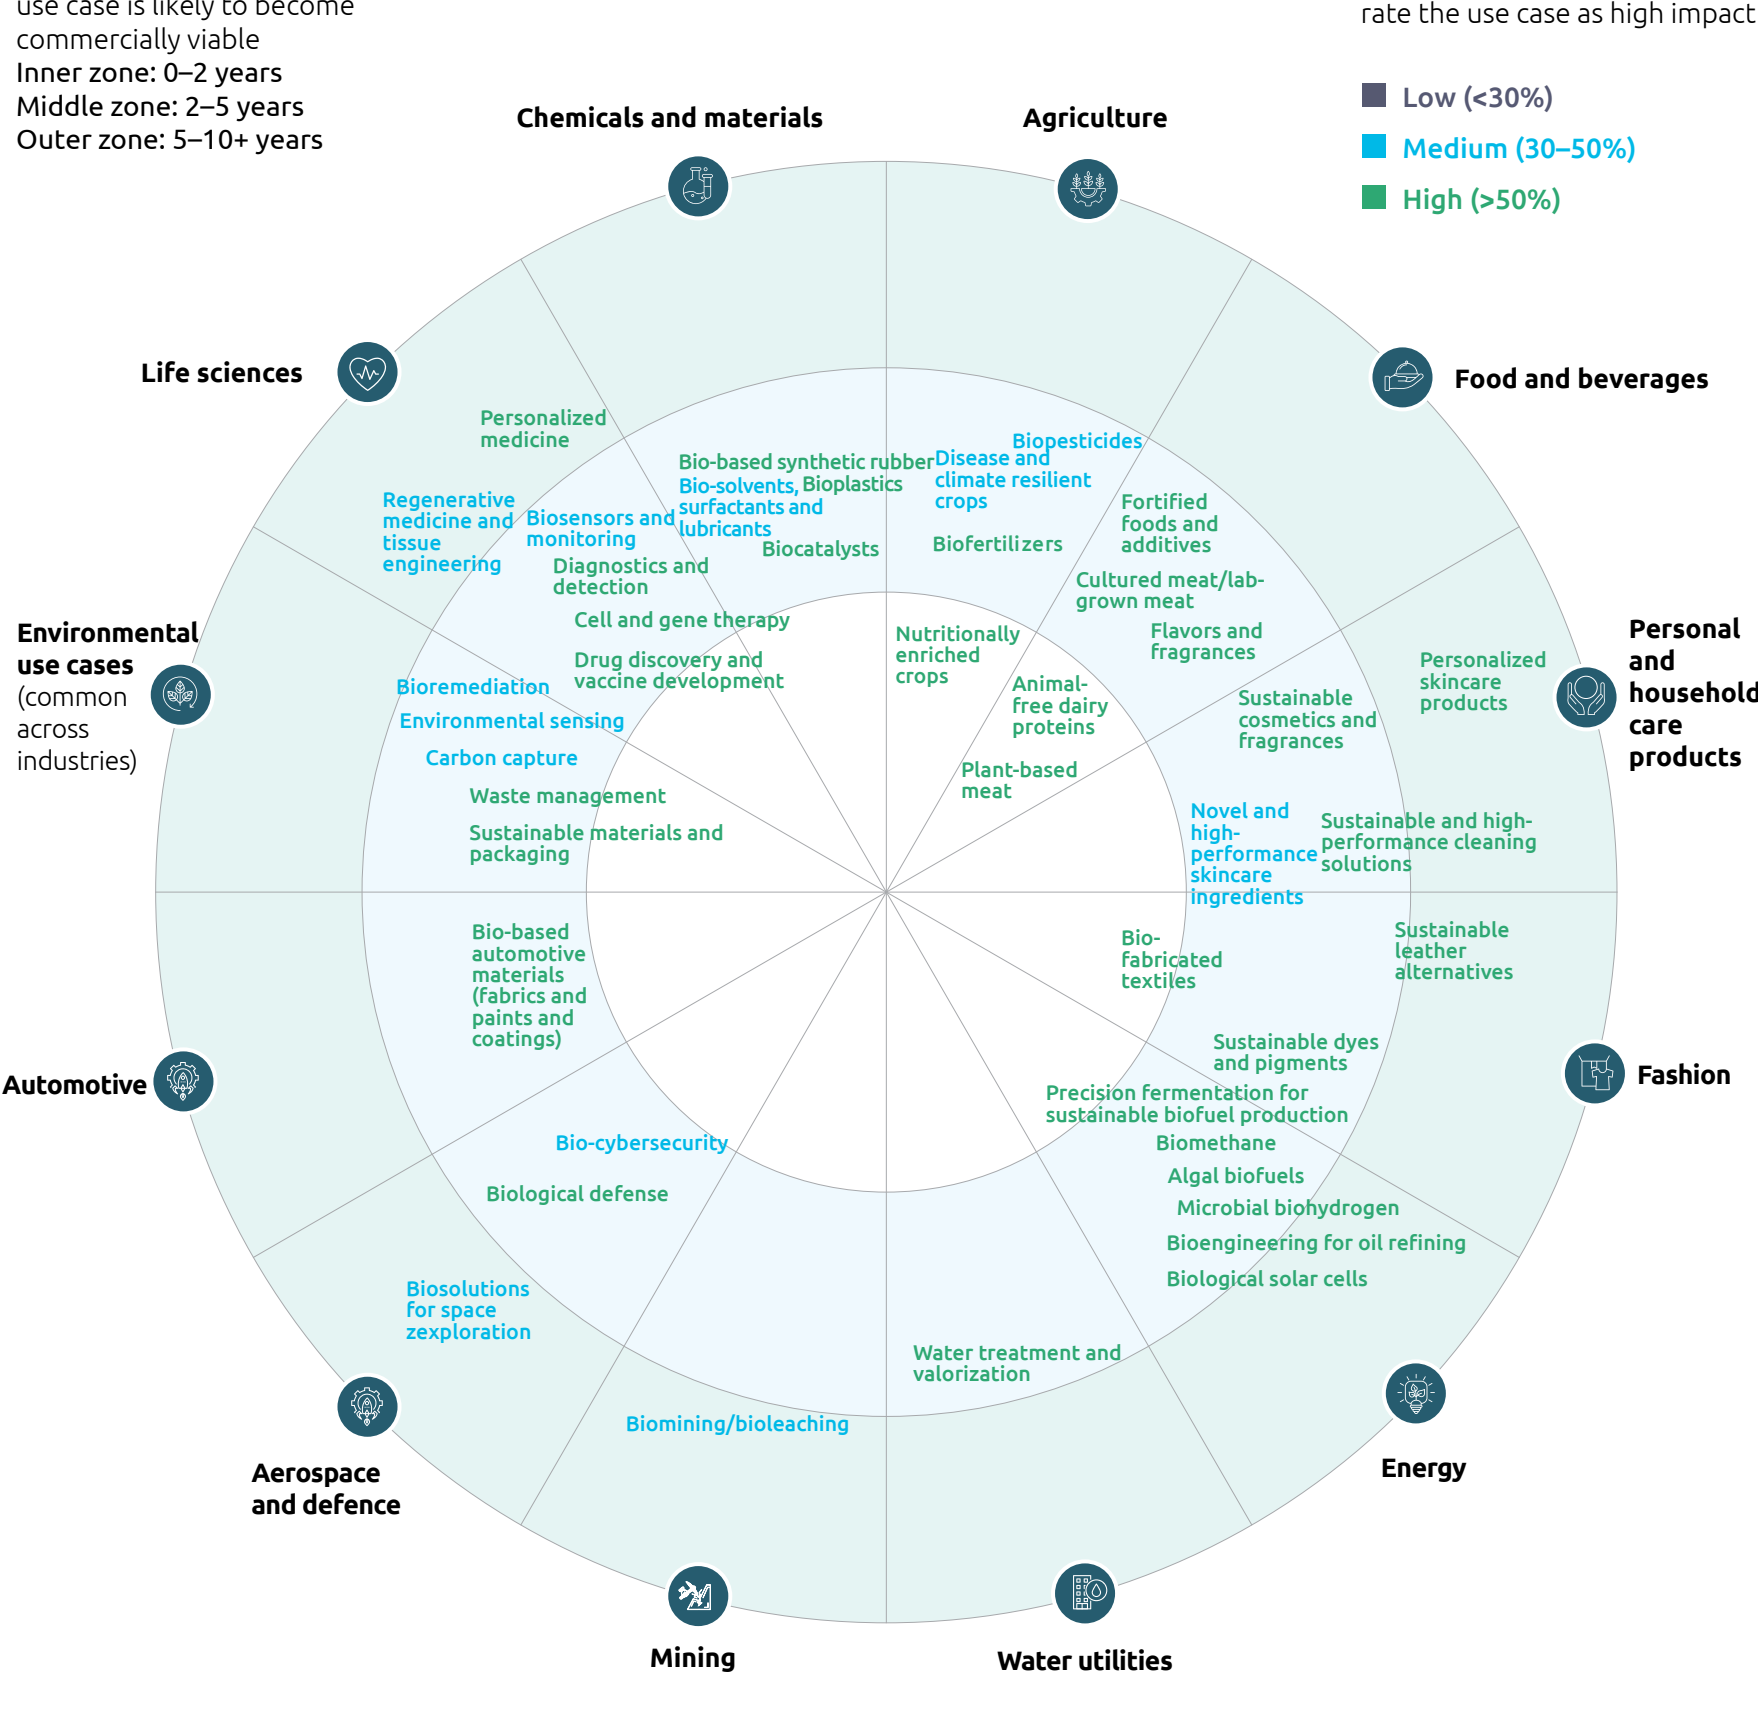 use case is likely to become
commercially viable
Inner zone: 0–2 years
Middle zone: 2–5 years
Outer zone: 5–10+ years
rate the use case as high impact
Low (<30%)
Medium (30–50%)
High (>50%)
Chemicals and materials
Agriculture
Life sciences
Food and beverages
Environmental
use cases
(common
across
industries)
Personal
and
household
care
products
Automotive
Fashion
Aerospace
and defence
Energy
Mining
Water utilities
Personalized
medicine
Regenerative
medicine and
tissue
engineering
Biosensors and
monitoring
Diagnostics and
detection
Cell and gene therapy
Drug discovery and
vaccine development
Bio-based synthetic rubber
Bio-solvents,
surfactants and
lubricants
Bioplastics
Biocatalysts
Biopesticides
Disease and
climate resilient
crops
Biofertilizers
Nutritionally
enriched
crops
Fortified
foods and
additives
Cultured meat/lab-
grown meat
Flavors and
fragrances
Animal-
free dairy
proteins
Plant-based
meat
Personalized
skincare
products
Sustainable
cosmetics and
fragrances
Novel and
high-
performance
skincare
ingredients
Sustainable and high-
performance cleaning
solutions
Bioremediation
Environmental sensing
Carbon capture
Waste management
Sustainable materials and
packaging
Bio-based
automotive
materials
(fabrics and
paints and
coatings)
Bio-
fabricated
textiles
Sustainable
leather
alternatives
Sustainable dyes
and pigments
Precision fermentation for
sustainable biofuel production
Biomethane
Algal biofuels
Microbial biohydrogen
Bioengineering for oil refining
Biological solar cells
Bio-cybersecurity
Biological defense
Biosolutions
for space
zexploration
Biomining/bioleaching
Water treatment and
valorization